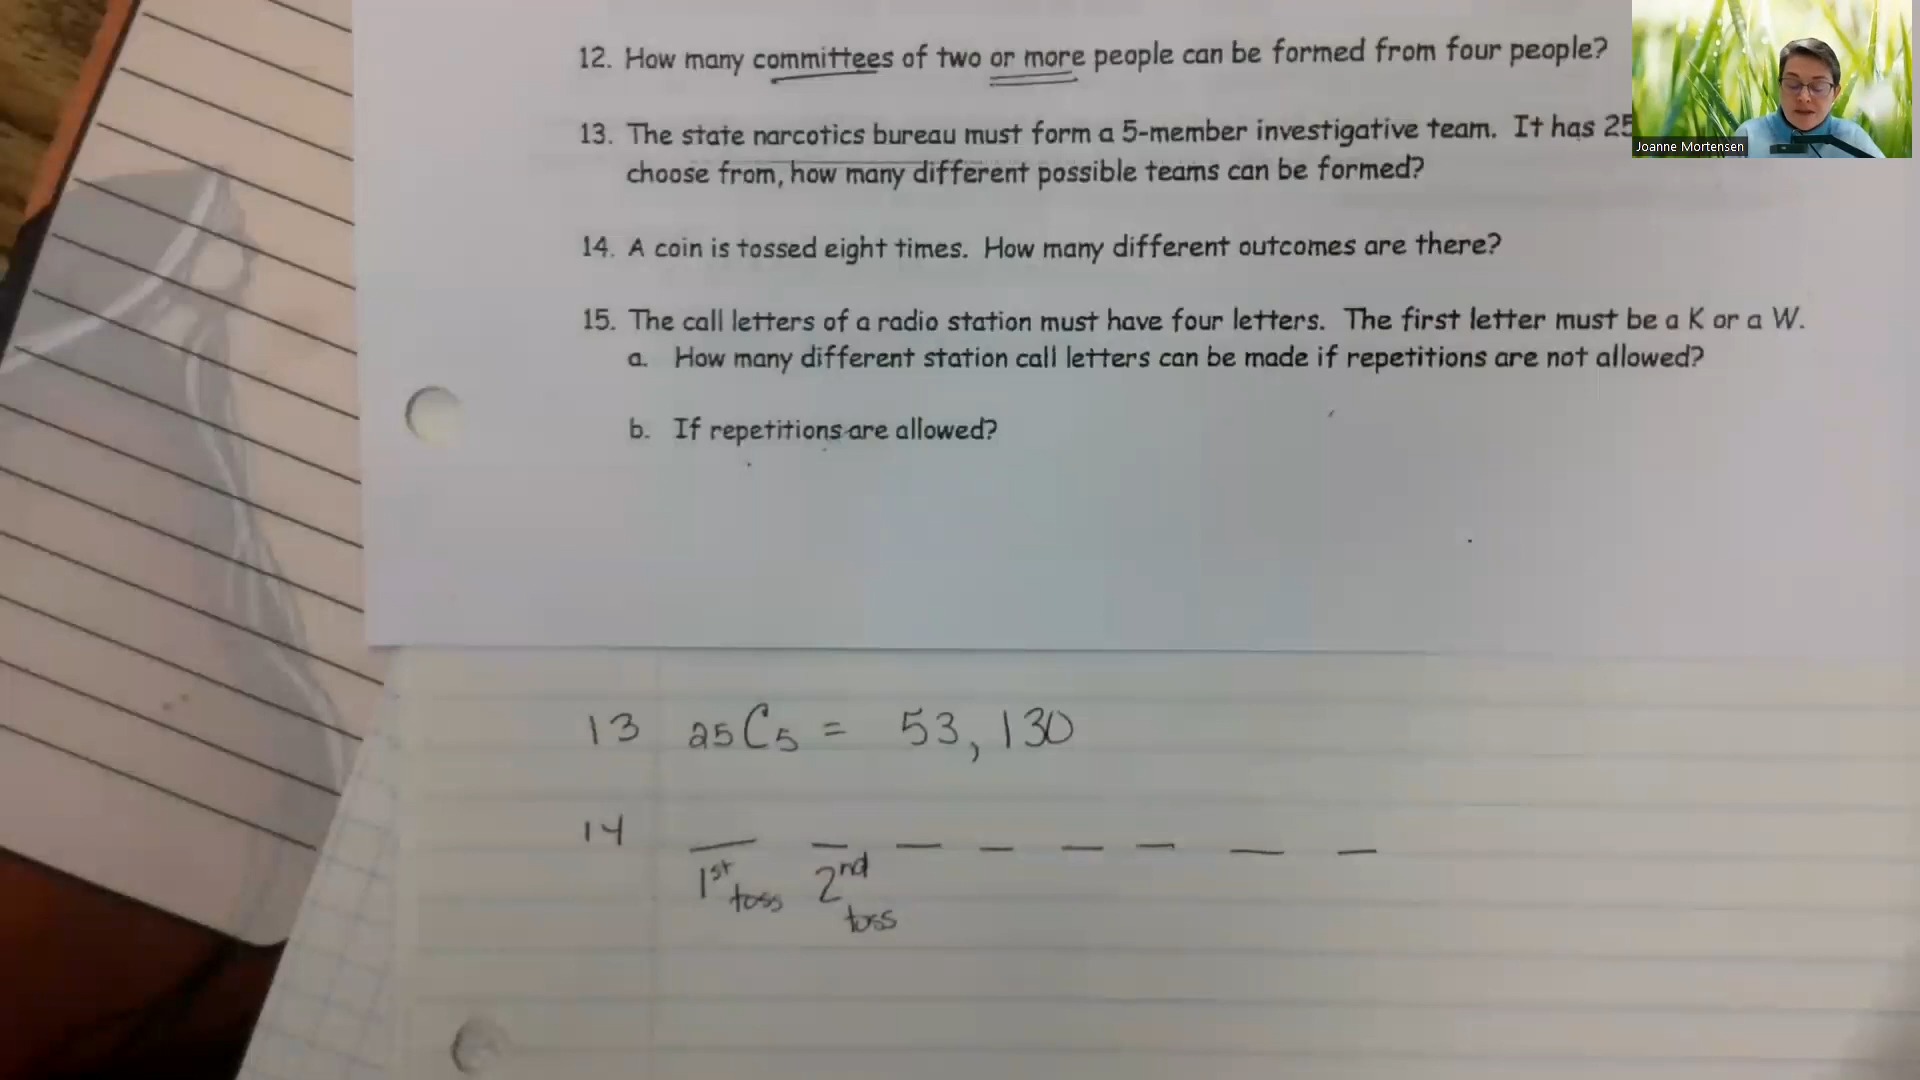 12. How many committees of two or more people can be formed from four people?
13. The state narcotics bureau must form a 5-member investigative team. It has 25
choose from, how many different possible teams can be formed?
14. A coin is tossed eight times. How many different outcomes are there?
15. The call letters of a radio station must have four letters. The first letter must be a K or a W.
a. How many different station call letters can be made if repetitions are not allowed?
b. If repetitions are allowed?
Joanne Mortensen
13 25C5 = 53,130
14 _ _ _ _ _ _ _ _
1st toss 2nd toss